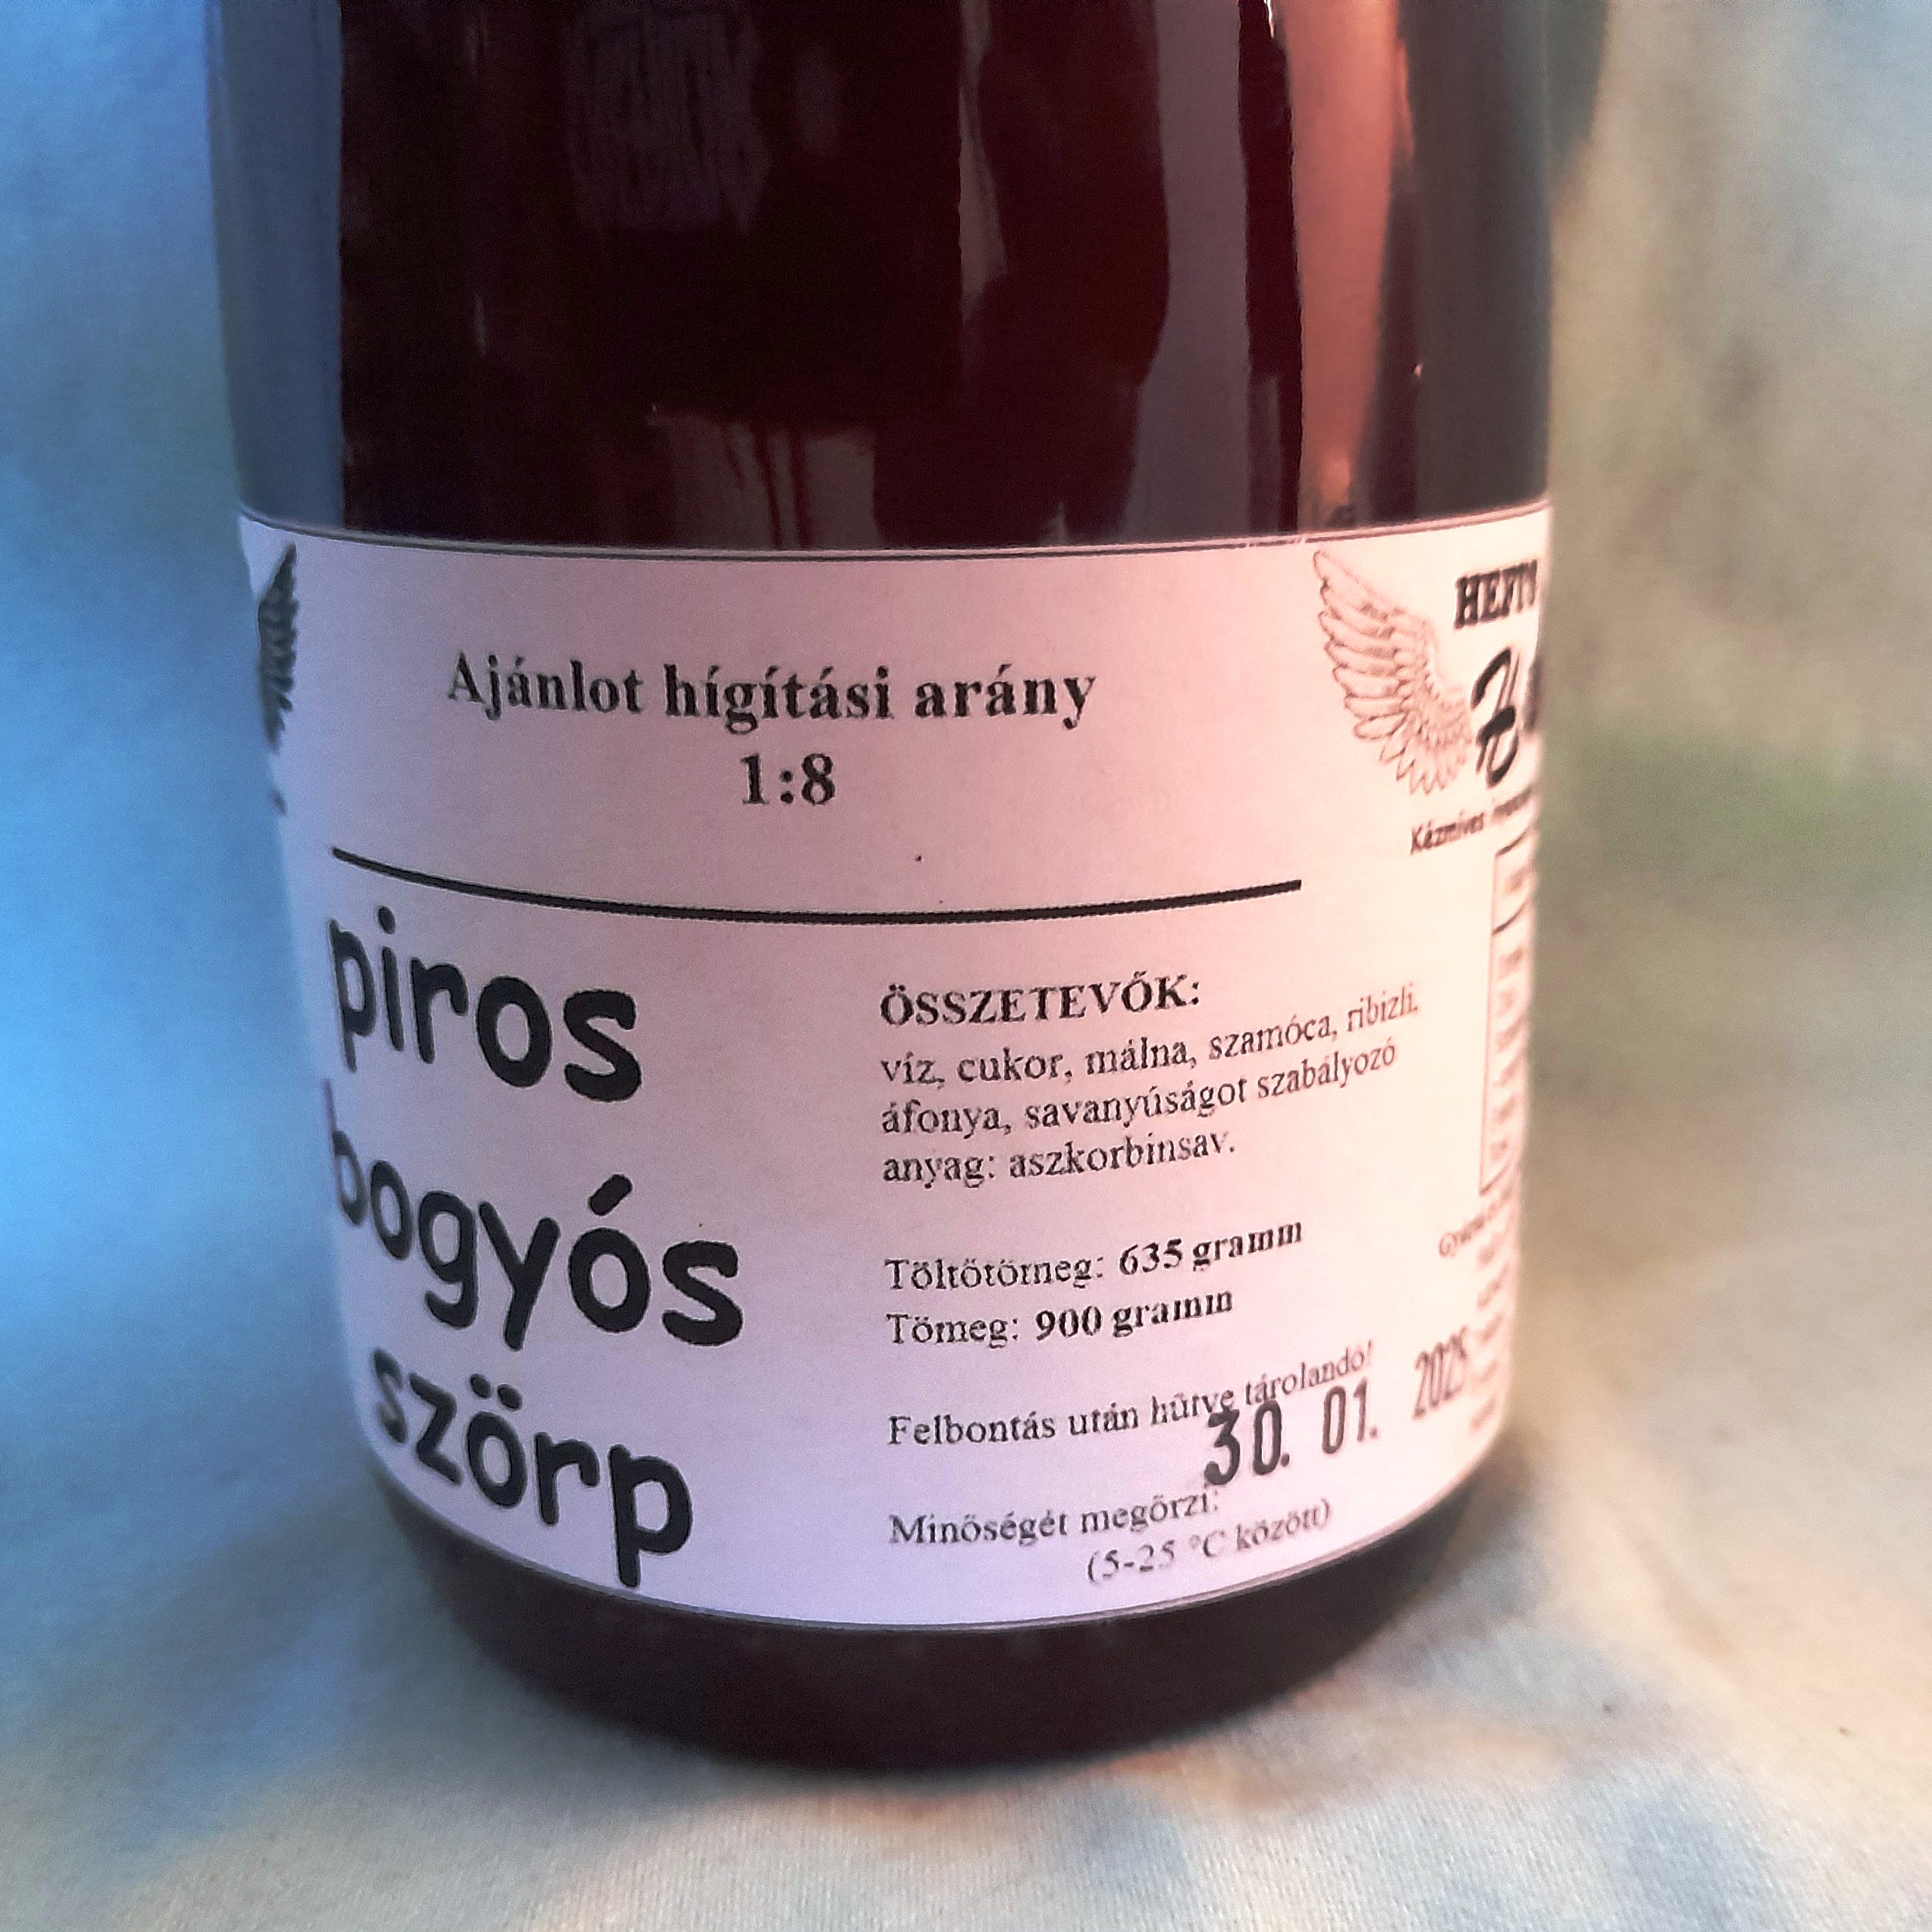 Ajánlot hígítási arány
1:8
piros
bogyós
szörp
ÖSSZETEVŐK:
víz, cukor, málna, szamóca, ribizli,
áfonya, savanyúságot szabályozó
anyag: aszkorbinsav.
Töltőtömeg: 635 gramm
Tömeg: 900 gramm
Felbontás után hűtve tárolandó!
30. 01. 2025
Minőségét megőrzi:
(5-25 °C között)
Kézműves